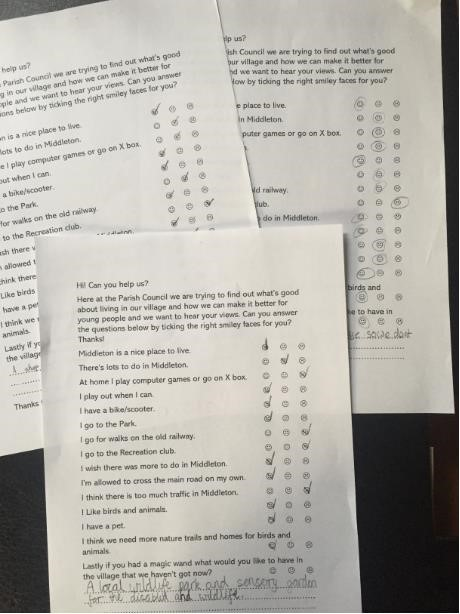 help us?
Parish Council we are trying to find out what's good
g in our village and how we can make it better for
ople and we want to hear your views. Can you answer
ions below by ticking the right smiley faces for you?
n is a nice place to live.
lots to do in Middleton.
e I play computer games or go on X box.
out when I can.
a bike/scooter.
to the Park.
for walks on the old railway.
to the Recreation club.
ish there
allowed t
think there
Like birds
have a pe
I think we
animals.
Lastly if yo
the village
Thanks
lp us?
ish Council we are trying to find out what's good
our village and how we can make it better for
nd we want to hear your views. Can you answer
low by ticking the right smiley faces for you?
e place to live.
in Middleton.
puter games or go on X box.
ld railway.
lub.
do in Middleton.
birds and
e to have in
Hi! Can you help us?
Here at the Parish Council we are trying to find out what's good
about living in our village and how we can make it better for
young people and we want to hear your views. Can you answer
the questions below by ticking the right smiley faces for you?
Thanks!
Middleton is a nice place to live.
There's lots to do in Middleton.
At home I play computer games or go on X box.
I play out when I can.
I have a bike/scooter.
I go to the Park.
I go for walks on the old railway.
I go to the Recreation club.
I wish there was more to do in Middleton.
I'm allowed to cross the main road on my own.
I think there is too much traffic in Middleton.
I Like birds and animals.
I have a pet.
I think we need more nature trails and homes for birds and
animals.
Lastly if you had a magic wand what would you like to have in
the village that we haven't got now?
A local wildlife park and sensory garden
for the disabled and wildlife.